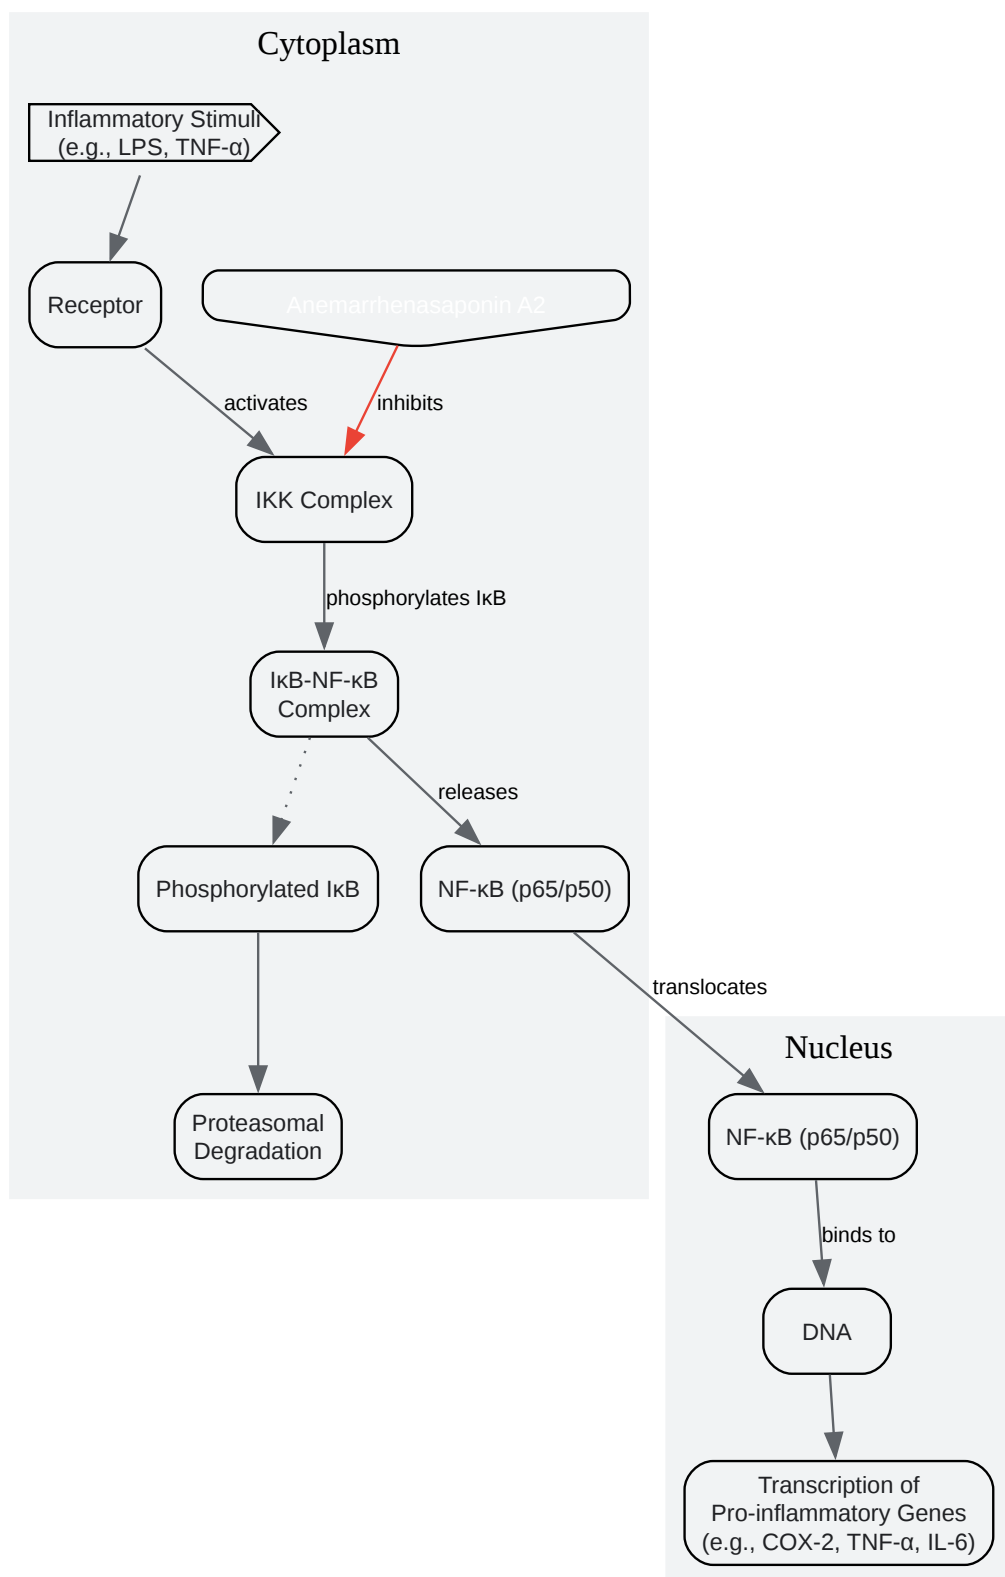 Cytoplasm
Inflammatory Stimuli
(e.g., LPS, TNF-α)
Receptor
Anemarrhenasaponin A2
activates
inhibits
IKK Complex
phosphorylates IκB
IκB-NF-κB
Complex
releases
Phosphorylated IκB
NF-κB (p65/p50)
translocates
Nucleus
Proteasomal
Degradation
NF-κB (p65/p50)
binds to
DNA
Transcription of
Pro-inflammatory Genes
(e.g., COX-2, TNF-α, IL-6)